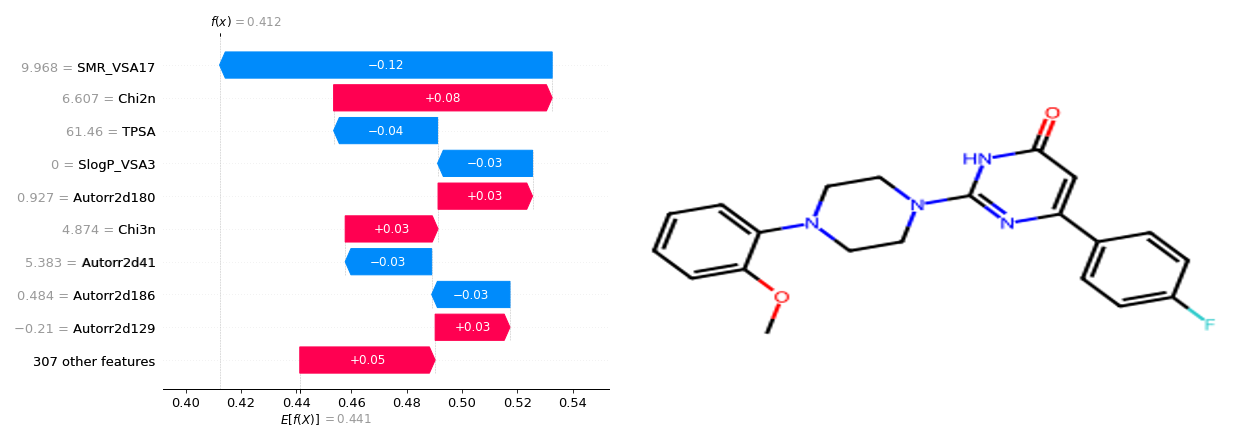 f(x) = 0.412
9.968 = SMR_VSA17
−0.12
6.607 = Chi2n
+0.08
61.46 = TPSA
−0.04
0 = SlogP_VSA3
−0.03
0.927 = Autorr2d180
+0.03
4.874 = Chi3n
+0.03
5.383 = Autorr2d41
−0.03
0.484 = Autorr2d186
−0.03
−0.21 = Autorr2d129
+0.03
307 other features
+0.05
0.40 0.42 0.44 0.46 0.48 0.50 0.52 0.54
E[f(X)] = 0.441
O
HN
N
N
N
O
F